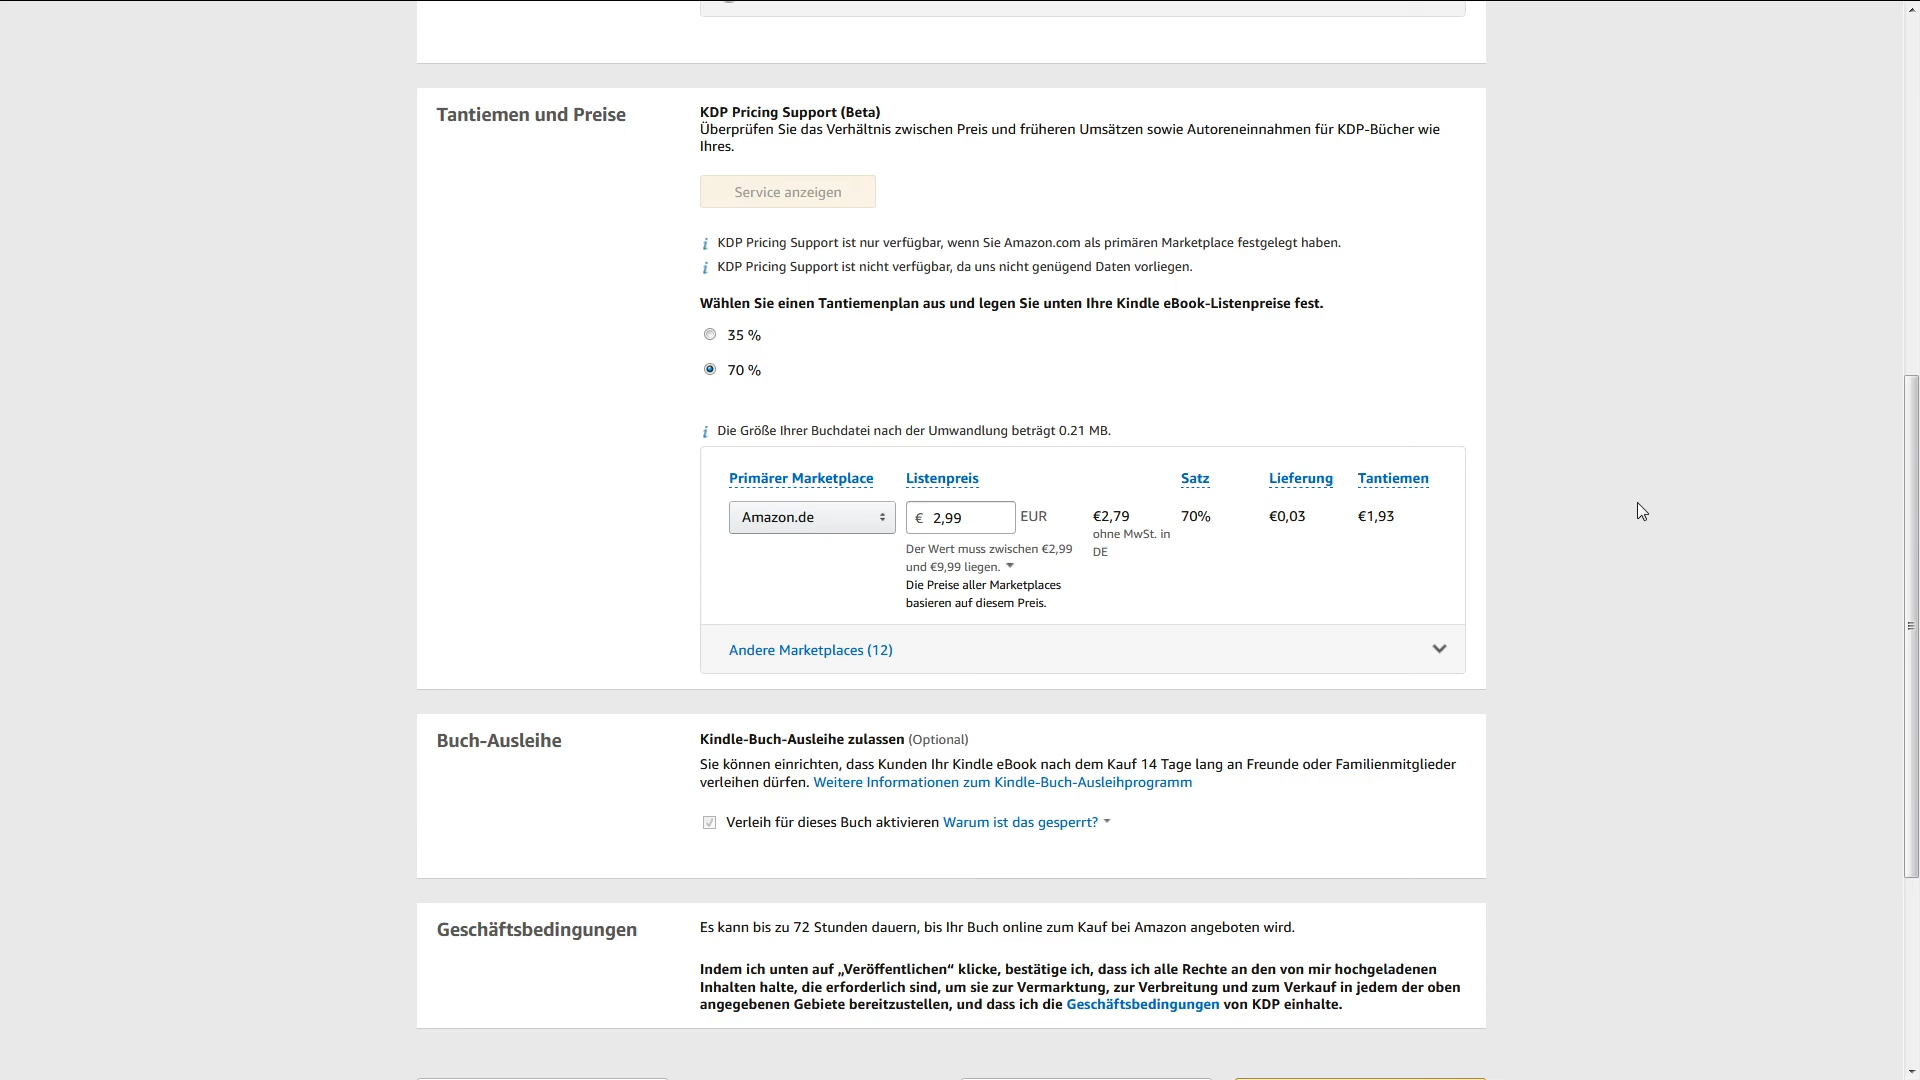 Tantiemen und Preise
KDP Pricing Support (Beta)
Überprüfen Sie das Verhältnis zwischen Preis und früheren Umsätzen sowie Autoreneinnahmen für KDP-Bücher wie
Ihres.
Service anzeigen
KDP Pricing Support ist nur verfügbar, wenn Sie Amazon.com als primären Marketplace festgelegt haben.
KDP Pricing Support ist nicht verfügbar, da uns nicht genügend Daten vorliegen.
Wählen Sie einen Tantiemenplan aus und legen Sie unten Ihre Kindle eBook-Listenpreise fest.
35 %
70 %
Die Größe Ihrer Buchdatei nach der Umwandlung beträgt 0.21 MB.
Primärer Marketplace Listenpreis Satz Lieferung Tantiemen
Amazon.de € 2,99 EUR €2,79 70% €0,03 €1,93
ohne MwSt. in
DE
Der Wert muss zwischen €2,99
und €9,99 liegen.
Die Preise aller Marketplaces
basieren auf diesem Preis.
Andere Marketplaces (12)
Buch-Ausleihe
Kindle-Buch-Ausleihe zulassen (Optional)
Sie können einrichten, dass Kunden Ihr Kindle eBook nach dem Kauf 14 Tage lang an Freunde oder Familienmitglieder
verleihen dürfen. Weitere Informationen zum Kindle-Buch-Ausleihprogramm
Verleih für dieses Buch aktivieren Warum ist das gesperrt?
Geschäftsbedingungen
Es kann bis zu 72 Stunden dauern, bis Ihr Buch online zum Kauf bei Amazon angeboten wird.
Indem ich unten auf „Veröffentlichen“ klicke, bestätige ich, dass ich alle Rechte an den von mir hochgeladenen
Inhalten halte, die erforderlich sind, um sie zur Vermarktung, zur Verbreitung und zum Verkauf in jedem der oben
angegebenen Gebiete bereitzustellen, und dass ich die Geschäftsbedingungen von KDP einhalte.